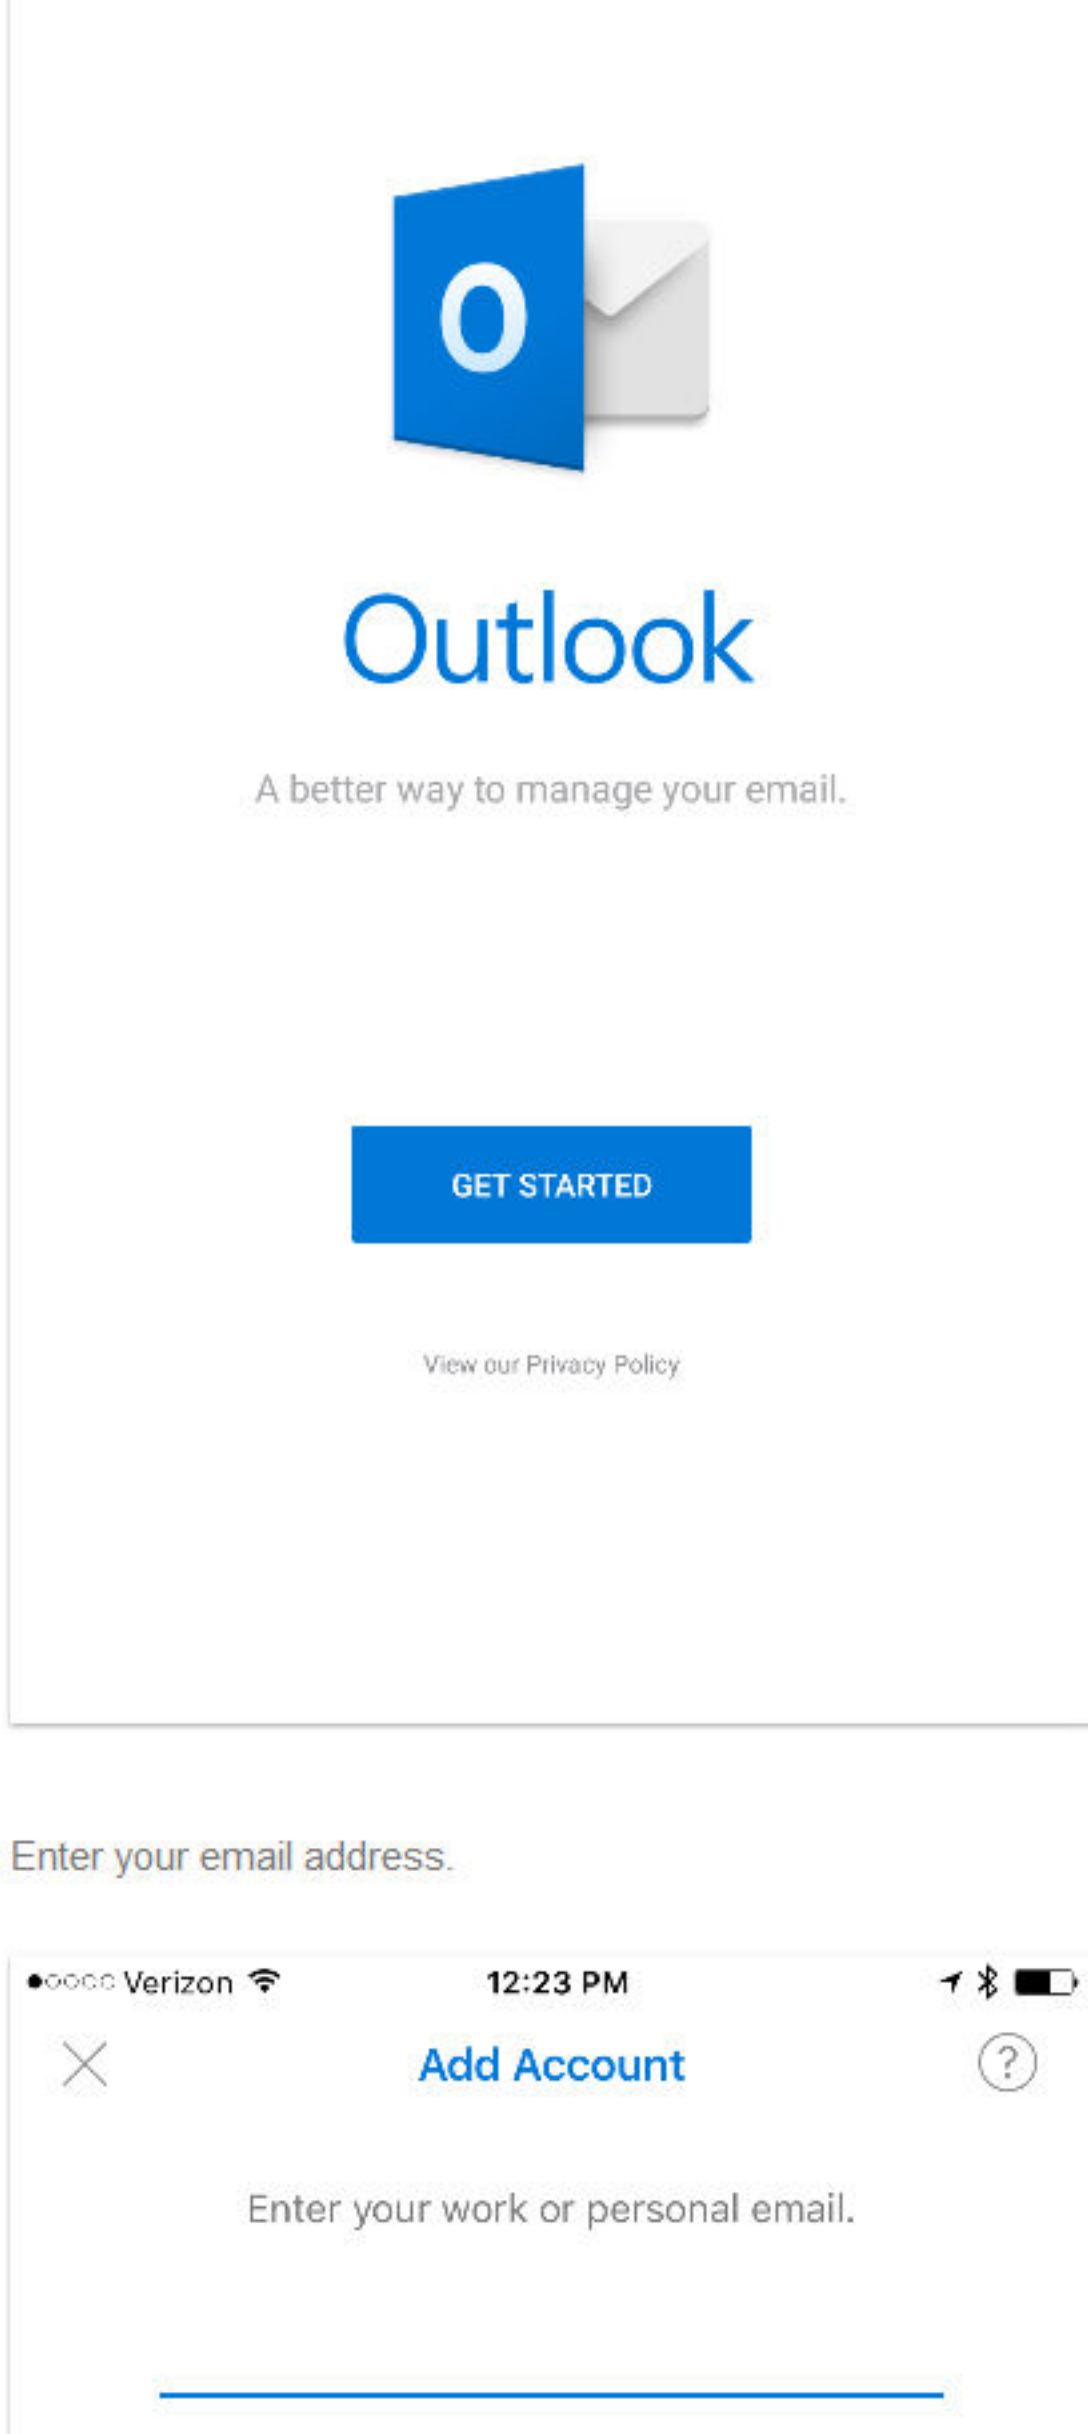 O
Outlook
A better way to manage your email.
GET STARTED
View our Privacy Policy
Enter your email address.
Verizon 12:23 PM
Add Account ?
Enter your work or personal email.